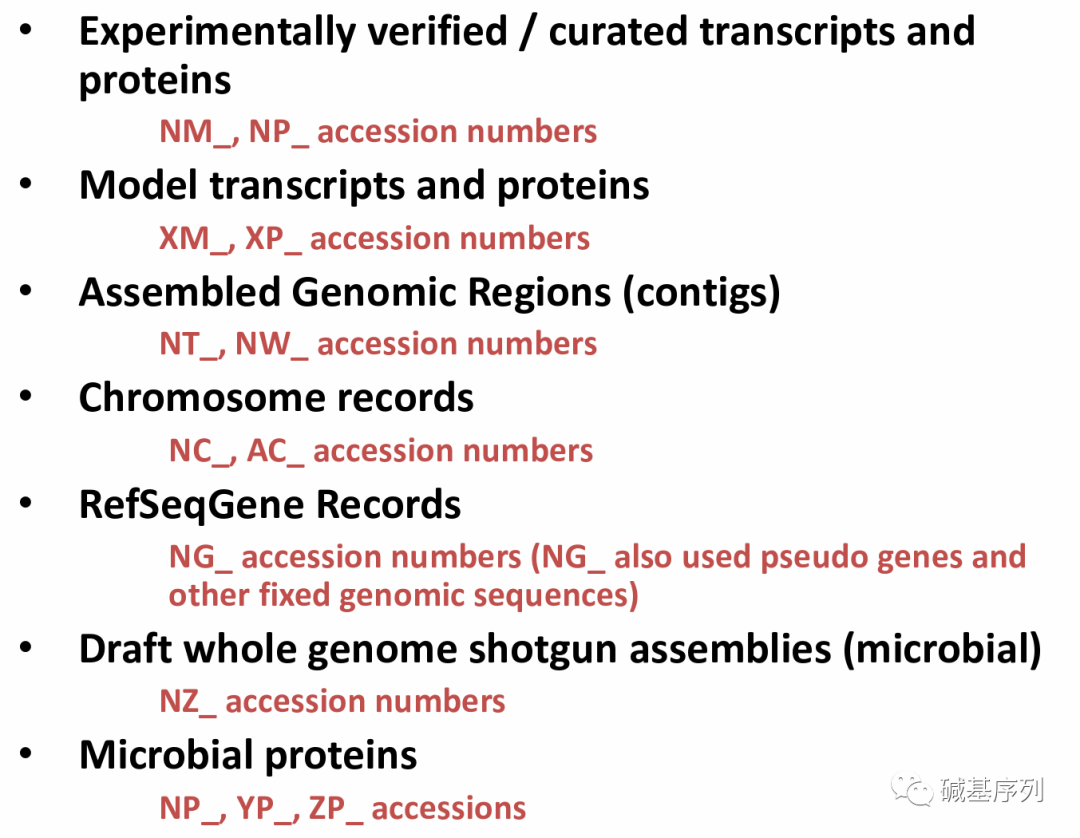 • Experimentally verified / curated transcripts and
proteins
NM_, NP_ accession numbers
• Model transcripts and proteins
XM_, XP_ accession numbers
• Assembled Genomic Regions (contigs)
NT_, NW_ accession numbers
• Chromosome records
NC_, AC_ accession numbers
• RefSeqGene Records
NG_ accession numbers (NG_ also used pseudo genes and
other fixed genomic sequences)
• Draft whole genome shotgun assemblies (microbial)
NZ_ accession numbers
• Microbial proteins
NP_, YP_, ZP_ accessions
碱基序列